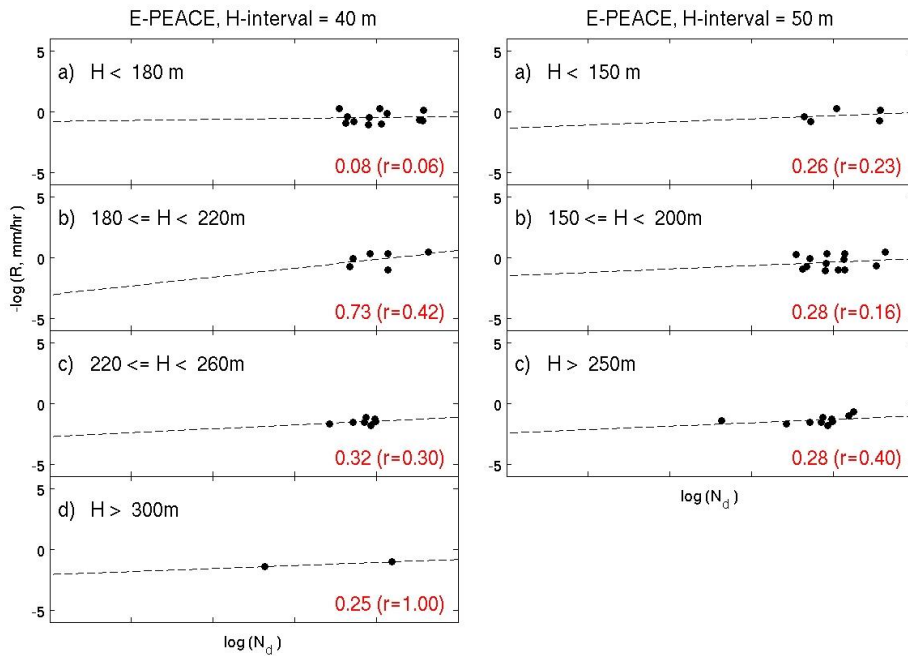 E-PEACE, H-interval = 40 m
5
a) H < 180 m
0
-5
0.08 (r=0.06)
5
b) 180 <= H < 220m
0
-5
0.73 (r=0.42)
5
c) 220 <= H < 260m
0
-5
0.32 (r=0.30)
5
d) H > 300m
0
-5
0.25 (r=1.00)
-log (R, mm/hr)
log (N_d)
E-PEACE, H-interval = 50 m
5
a) H < 150 m
0
-5
0.26 (r=0.23)
5
b) 150 <= H < 200m
0
-5
0.28 (r=0.16)
5
c) H > 250m
0
-5
0.28 (r=0.40)
log (N_d)